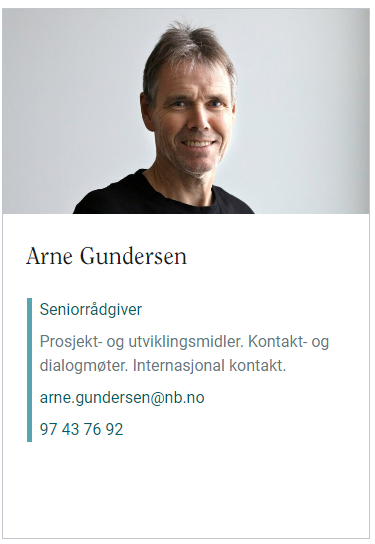 Arne Gundersen
Seniorrådgiver
Prosjekt- og utviklingsmidler. Kontakt- og
dialogmøter. Internasjonal kontakt.
arne.gundersen@nb.no
97 43 76 92